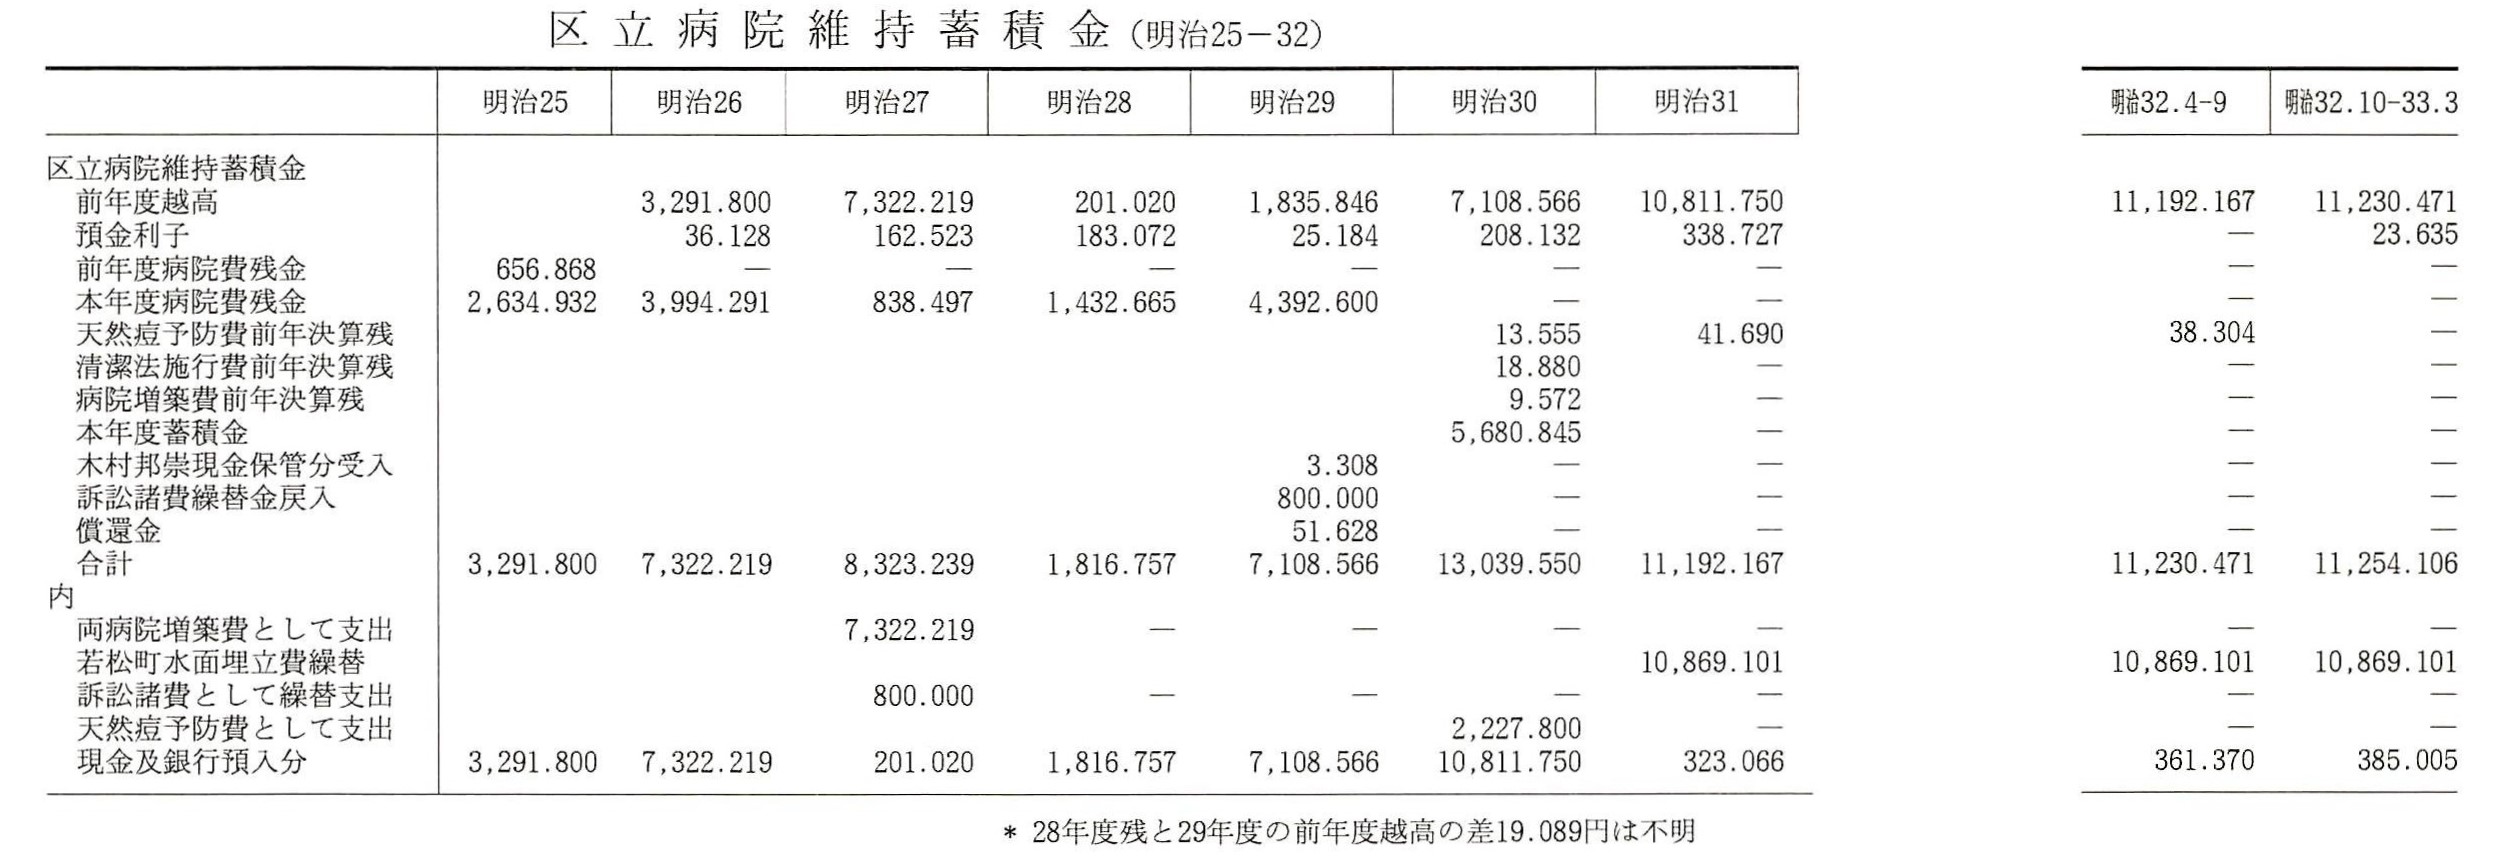 区立病院維持蓄積金（明治25－32）
明治25 明治26 明治27 明治28 明治29 明治30 明治31 明治32.4-9 明治32.10-33.3
区立病院維持蓄積金
前年度越高 3,291.800 7,322.219 201.020 1,835.846 7,108.566 10,811.750 11,192.167 11,230.471
預金利子 36.128 162.523 183.072 25.184 208.132 338.727 — 23.635
前年度病院費残金 656.868 — — — — — — — —
本年度病院費残金 2,634.932 3,994.291 838.497 1,432.665 4,392.600 — — — —
天然痘予防費前年決算残 13.555 41.690 38.304 —
清潔法施行費前年決算残 18.880 — — —
病院増築費前年決算残 9.572 — — —
本年度蓄積金 5,680.845 — — —
木村邦崇現金保管分受入 3.308 — — — —
訴訟諸費繰替金戻入 800.000 — — — —
償還金 51.628 — — — —
合計 3,291.800 7,322.219 8,323.239 1,816.757 7,108.566 13,039.550 11,192.167 11,230.471 11,254.106
内
両病院増築費として支出 7,322.219 — — — — — —
若松町水面埋立費繰替 10,869.101 10,869.101 10,869.101
訴訟諸費として繰替支出 800.000 — — — — — —
天然痘予防費として支出 2,227.800 — — —
現金及銀行預入分 3,291.800 7,322.219 201.020 1,816.757 7,108.566 10,811.750 323.066 361.370 385.005
* 28年度残と29年度の前年度越高の差19.089円は不明